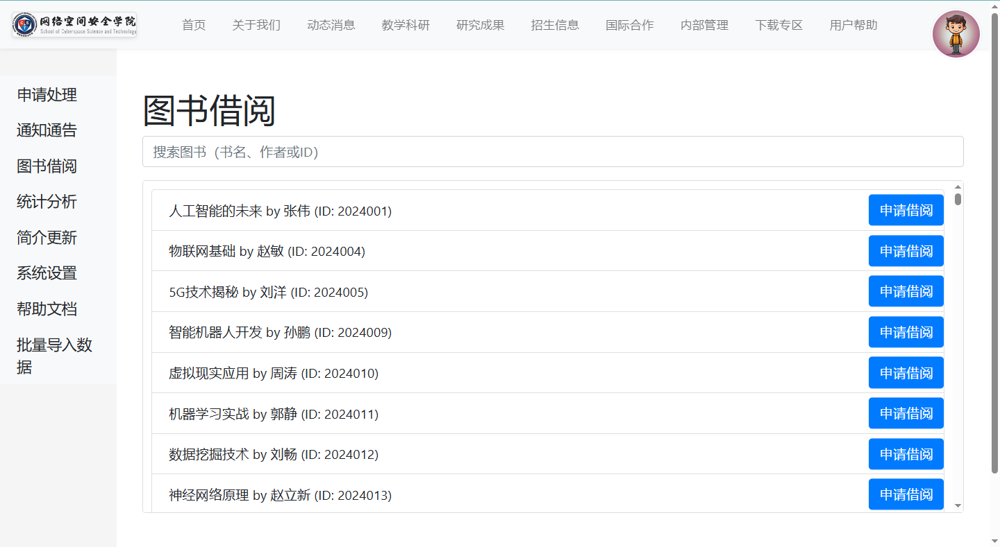 网络空间安全学院
School of Cyberspace Science and Technology
首页 关于我们 动态消息 教学科研 研究成果 招生信息 国际合作 内部管理 下载专区 用户帮助
申请处理
通知通告
图书借阅
统计分析
简介更新
系统设置
帮助文档
批量导入数
据
图书借阅
搜索图书（书名、作者或ID）
人工智能的未来 by 张伟 (ID: 2024001) 申请借阅
物联网基础 by 赵敏 (ID: 2024004) 申请借阅
5G技术揭秘 by 刘洋 (ID: 2024005) 申请借阅
智能机器人开发 by 孙鹏 (ID: 2024009) 申请借阅
虚拟现实应用 by 周涛 (ID: 2024010) 申请借阅
机器学习实战 by 郭静 (ID: 2024011) 申请借阅
数据挖掘技术 by 刘畅 (ID: 2024012) 申请借阅
神经网络原理 by 赵立新 (ID: 2024013) 申请借阅